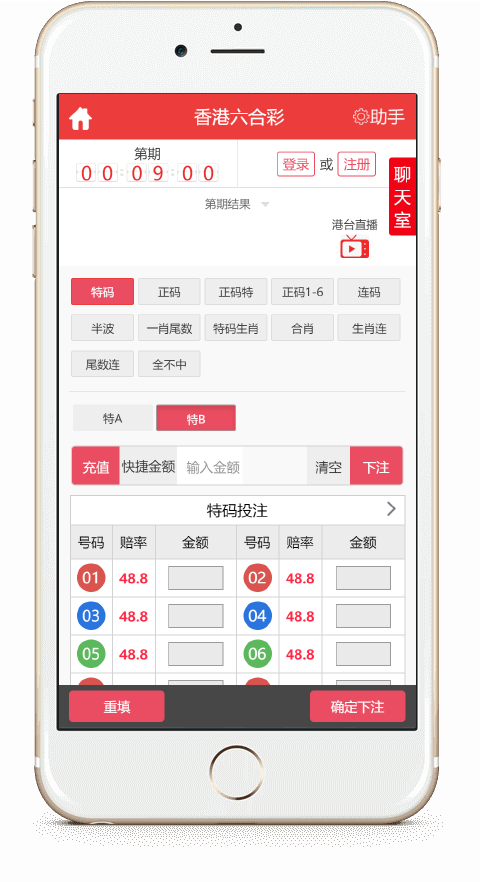 香港六合彩
助手
第期
00:09:00
登录 或 注册
聊天室
第期结果
港台直播
特码 正码 正码特 正码1-6 连码
半波 一肖尾数 特码生肖 合肖 生肖连
尾数连 全不中
特A 特B
充值 快捷金额 输入金额 清空 下注
特码投注
号码 赔率 金额 号码 赔率 金额
01 48.8 02 48.8
03 48.8 04 48.8
05 48.8 06 48.8
重填 确定下注